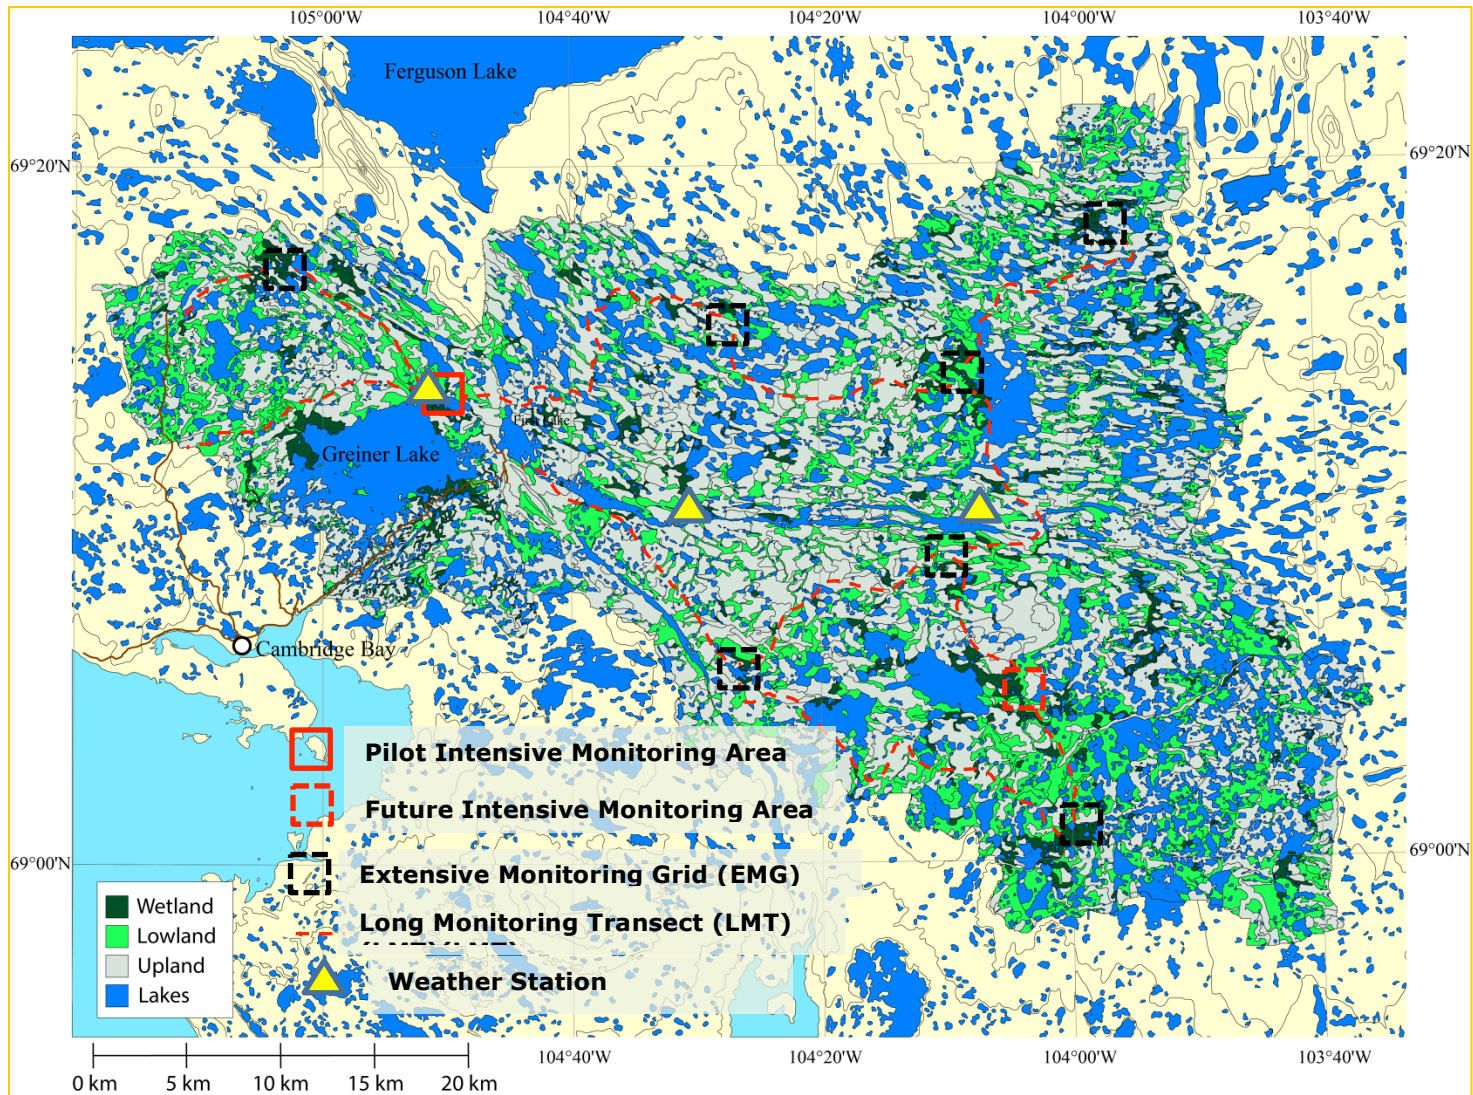 105°00'W 104°40'W 104°20'W 104°00'W 103°40'W
Ferguson Lake
69°20'N 69°20'N
Greiner Lake
Cambridge Bay
Pilot Intensive Monitoring Area
Future Intensive Monitoring Area
69°00'N 69°00'N
Extensive Monitoring Grid (EMG)
Long Monitoring Transect (LMT)
Weather Station
Wetland
Lowland
Upland
Lakes
104°40'W 104°20'W 104°00'W 103°40'W
0 km 5 km 10 km 15 km 20 km